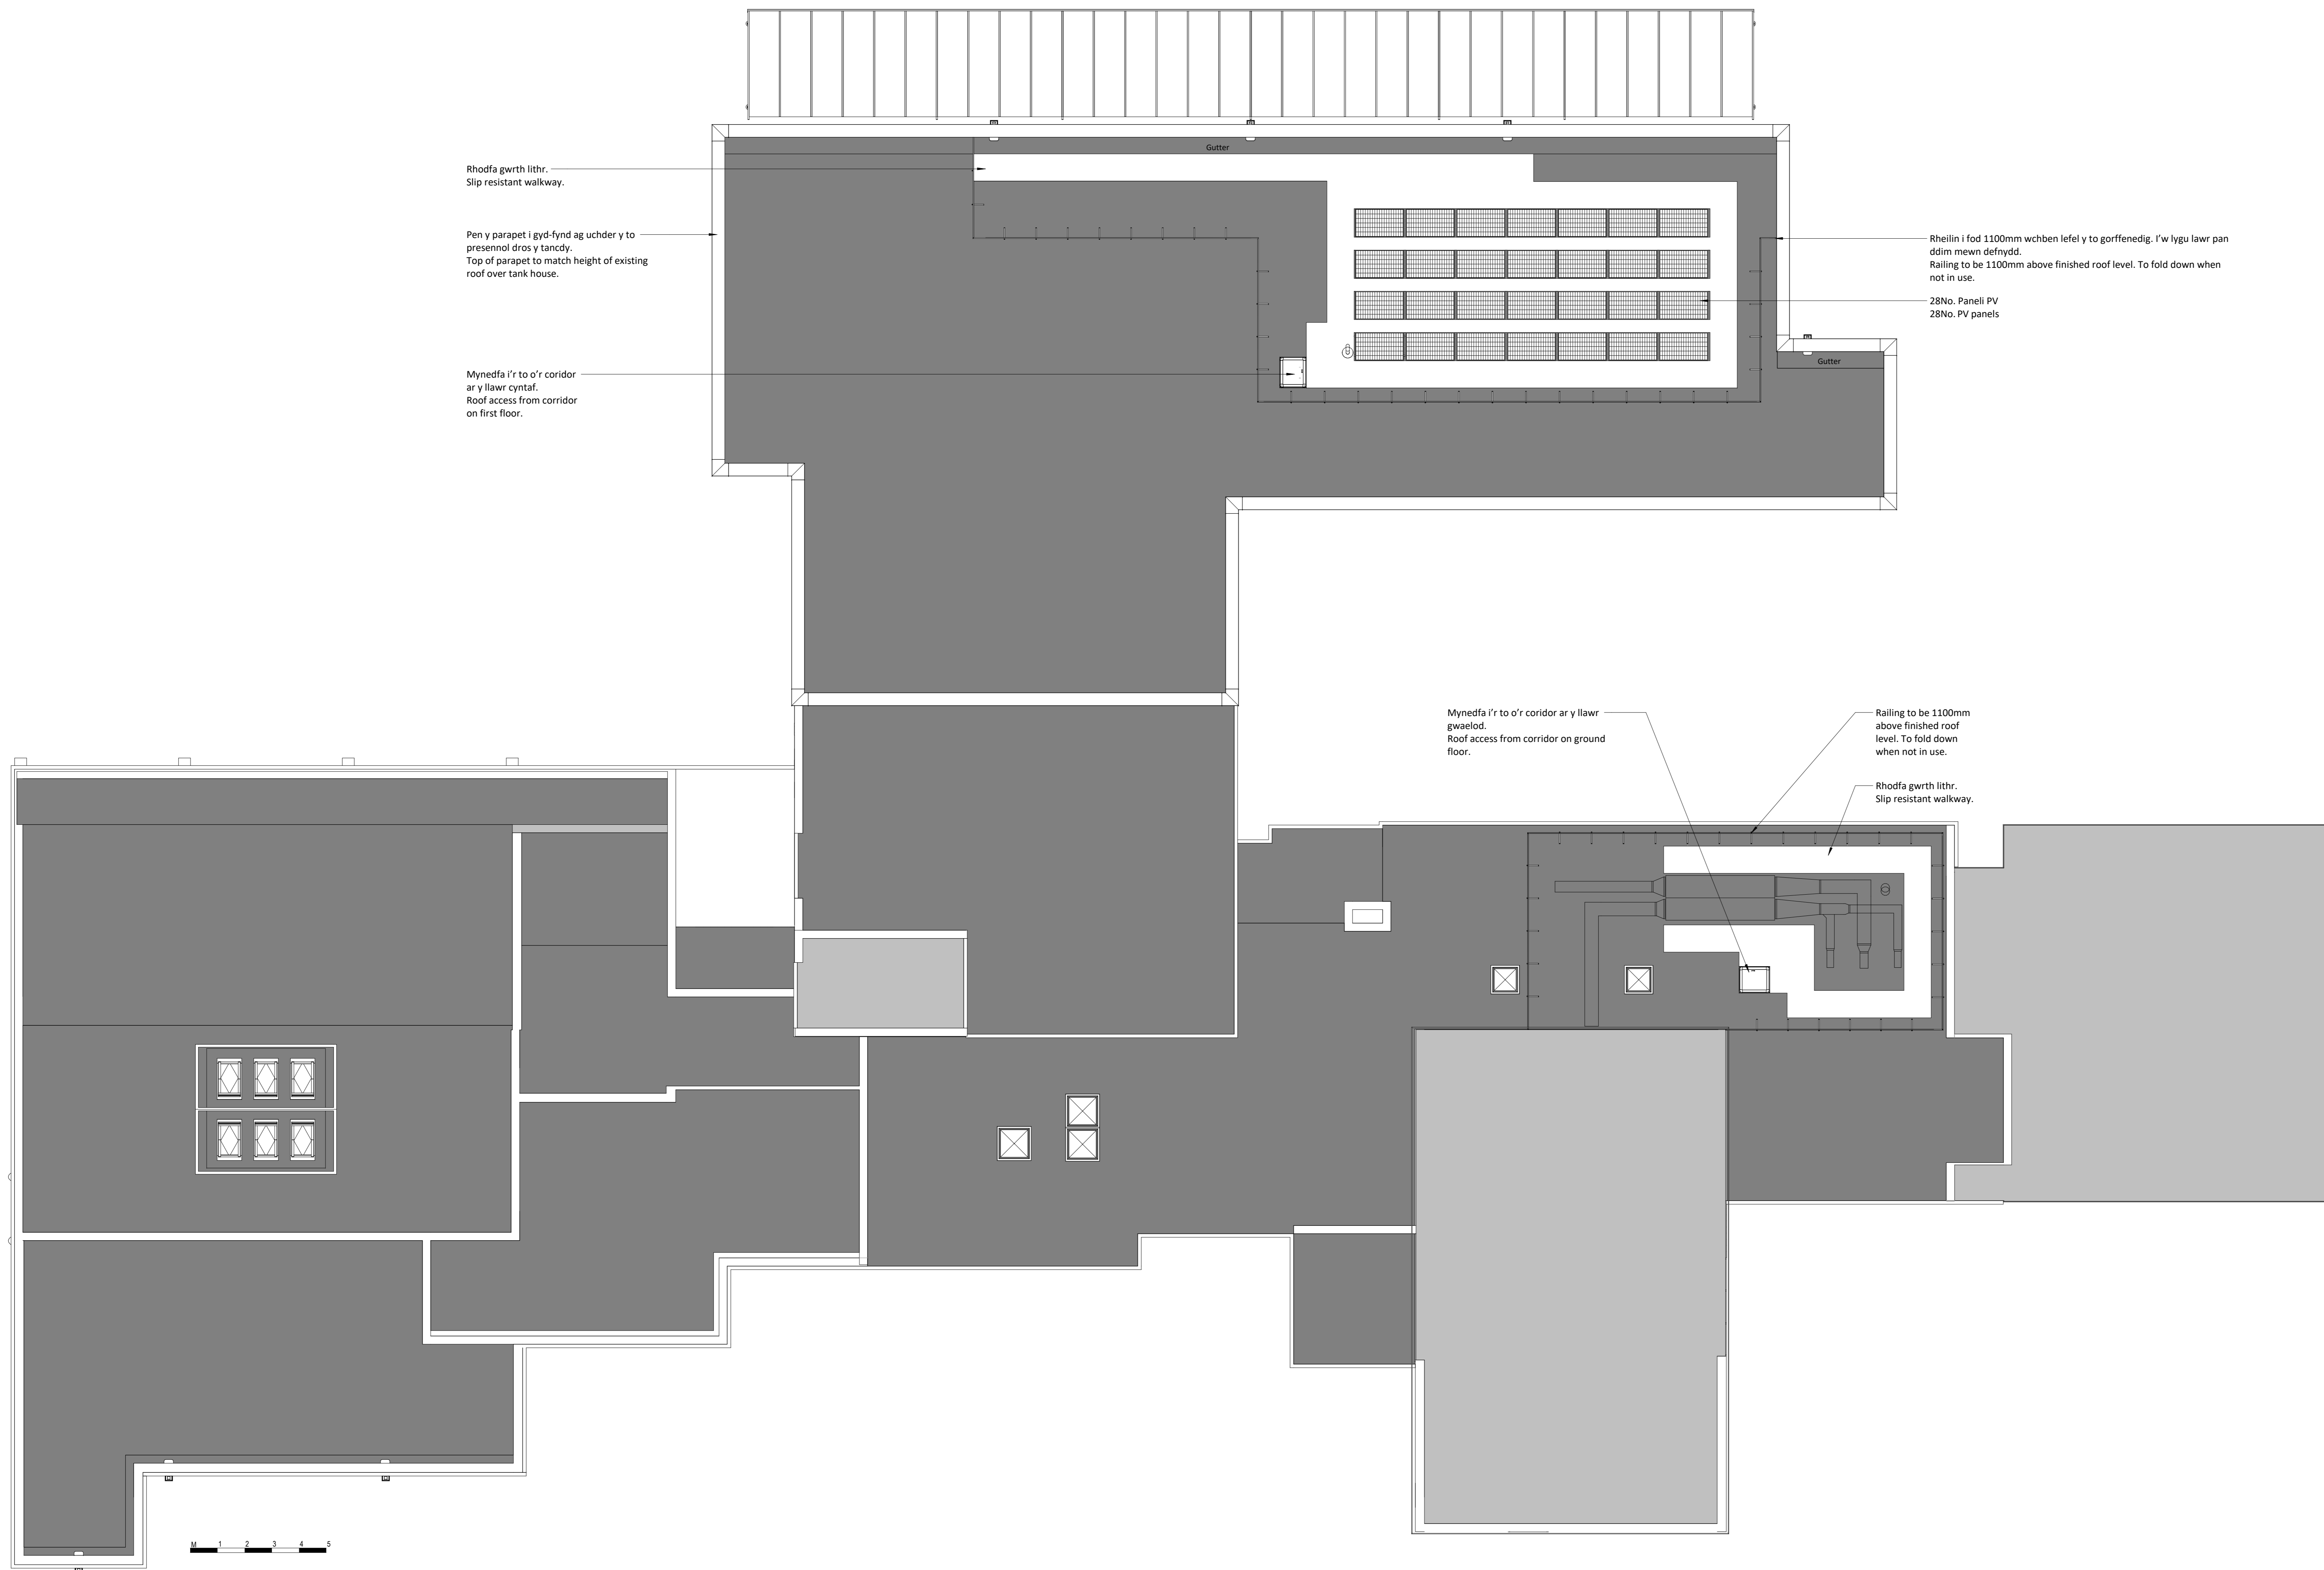 Gutter
Rhodfa gwrth lithr.
Slip resistant walkway.
Pen y parapet i gyd-fynd ag uchder y to
presennol dros y tancdy.
Top of parapet to match height of existing
roof over tank house.
Rheilin i fod 1100mm wchben lefel y to gorffenedig. I'w lygu lawr pan
ddim mewn defnydd.
Railing to be 1100mm above finished roof level. To fold down when
not in use.
28No. Paneli PV
28No. PV panels
Gutter
Mynedfa i'r to o'r coridor
ar y llawr cyntaf.
Roof access from corridor
on first floor.
Mynedfa i'r to o'r coridor ar y llawr
gwaelod.
Roof access from corridor on ground
floor.
Railing to be 1100mm
above finished roof
level. To fold down
when not in use.
Rhodfa gwrth lithr.
Slip resistant walkway.
M 1 2 3 4 5